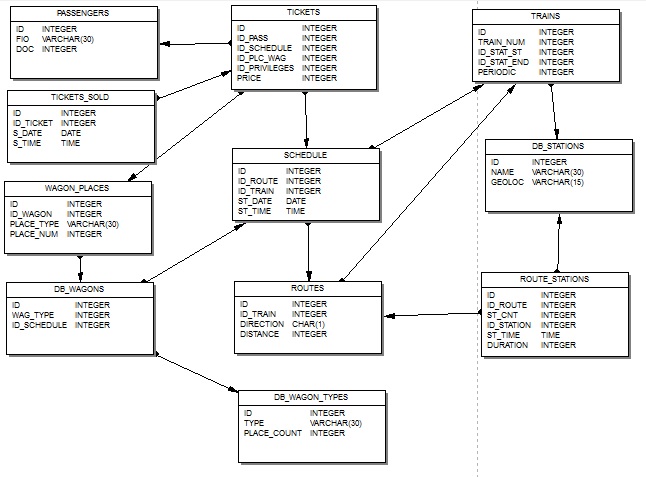 PASSENGERS
ID INTEGER
FIO VARCHAR(30)
DOC INTEGER
TICKETS
ID INTEGER
ID_PASS INTEGER
ID_SCHEDULE INTEGER
ID_PLC_WAG INTEGER
ID_PRIVILEGES INTEGER
PRICE INTEGER
TRAINS
ID INTEGER
TRAIN_NUM INTEGER
ID_STAT_ST INTEGER
ID_STAT_END INTEGER
PERIODIC INTEGER
TICKETS_SOLD
ID INTEGER
ID_TICKET INTEGER
S_DATE DATE
S_TIME TIME
SCHEDULE
ID INTEGER
ID_ROUTE INTEGER
ID_TRAIN INTEGER
ST_DATE DATE
ST_TIME TIME
DB_STATIONS
ID INTEGER
NAME VARCHAR(30)
GEOLOC VARCHAR(15)
WAGON_PLACES
ID INTEGER
ID_WAGON INTEGER
PLACE_TYPE VARCHAR(30)
PLACE_NUM INTEGER
DB_WAGONS
ID INTEGER
WAG_TYPE INTEGER
ID_SCHEDULE INTEGER
ROUTES
ID INTEGER
ID_TRAIN INTEGER
DIRECTION CHAR(1)
DISTANCE INTEGER
ROUTE_STATIONS
ID INTEGER
ID_ROUTE INTEGER
ST_CNT INTEGER
ID_STATION INTEGER
ST_TIME TIME
DURATION INTEGER
DB_WAGON_TYPES
ID INTEGER
TYPE VARCHAR(30)
PLACE_COUNT INTEGER